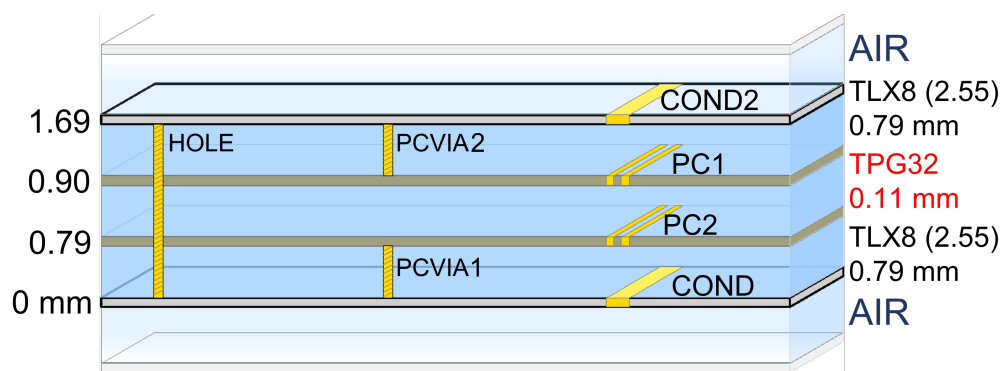 AIR
TLX8 (2.55)
COND2
1.69
0.79 mm
HOLE
PCVIA2
PC1
TPG32
0.90
0.11 mm
PC2
0.79
TLX8 (2.55)
PCVIA1
0.79 mm
COND
0 mm
AIR